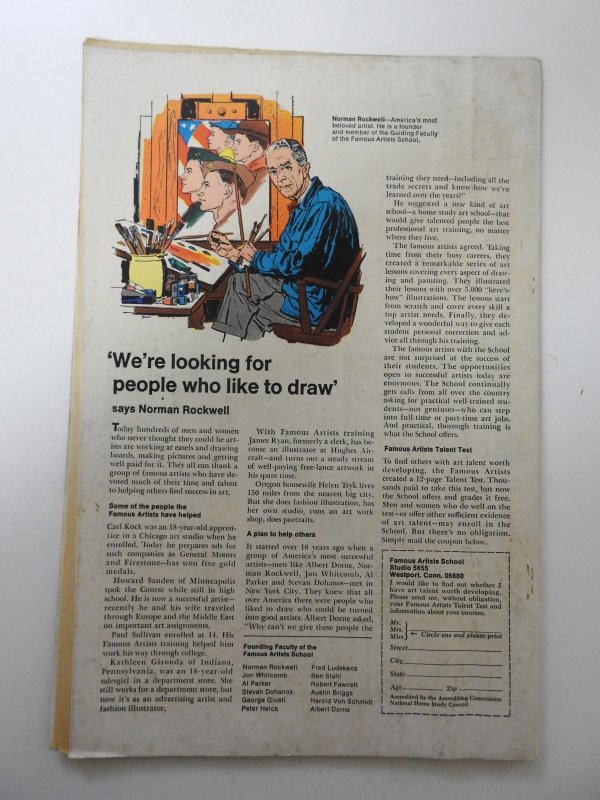 Norman Rockwell—America's most
beloved artist. He is a founder
and member of the Guiding Faculty
of the Famous Artists School.
'We're looking for
people who like to draw'
says Norman Rockwell
Today hundreds of men and women
who never thought they could be art-
ists are working at easels and drawing
boards, making pictures and getting
well paid for it. They all can thank a
group of famous artists who have de-
voted much of their time and talent
to helping others find success in art.
Some of the people the
Famous Artists have helped
Carl Kock was an 18-year-old appren-
tice in a Chicago art studio when he
enrolled. Today he prepares ads for
such companies as General Motors
and Firestone—has won five gold
medals.
Howard Sanden of Minneapolis
took the Course while still in high
school. He is now a successful artist—
recently he and his wife traveled
through Europe and the Middle East
on important art assignments.
Paul Sullivan enrolled at 14. His
Famous Artists training helped him
work his way through college.
Kathleen Gironda of Indiana,
Pennsylvania, was an 18-year-old
salesgirl in a department store. She
still works for a department store, but
now it's as an advertising artist and
fashion illustrator.
With Famous Artists training
James Ryan, formerly a clerk, has be-
come an illustrator at Hughes Air-
craft—and turns out a steady stream
of well-paying free-lance artwork in
his spare time.
Oregon housewife Helen Tryk lives
150 miles from the nearest big city.
But she does fashion illustration, has
her own studio, runs an art work
shop, does portraits.
A plan to help others
It started over 18 years ago when a
group of America's most successful
artists—men like Albert Dorne, Nor-
man Rockwell, Jon Whitcomb, Al
Parker and Stevan Dohanos—met in
New York City. They knew that all
over America there were people who
liked to draw who could be turned
into good artists. Albert Dorne asked,
"Why can't we give these people the
Founding Faculty of the
Famous Artists School
Norman Rockwell
Jon Whitcomb
Al Parker
Stevan Dohanos
George Giusti
Peter Helck
Fred Ludekens
Ben Stahl
Robert Fawcett
Austin Briggs
Harold Von Schmidt
Albert Dorne
training they need—including all the
trade secrets and know-how we've
learned over the years?"
He suggested a new kind of art
school—a home study art school—that
would give talented people the best
professional art training, no matter
where they live.
The famous artists agreed. Taking
time from their busy careers, they
created a remarkable series of art
lessons covering every aspect of draw-
ing and painting. They illustrated
their lessons with over 5,000 "here's-
how" illustrations. The lessons start
from scratch and cover every skill a
top artist needs. Finally, they de-
veloped a wonderful way to give each
student personal correction and ad-
vice all through his training.
The famous artists with the School
are not surprised at the success of
their students. The opportunities
open to successful artists today are
enormous. The School continually
gets calls from all over the country
asking for practical well-trained stu-
dents—not geniuses—who can step
into full-time or part-time art jobs.
And practical, thorough training is
what the School offers.
Famous Artists Talent Test
To find others with art talent worth
developing, the Famous Artists
created a 12-page Talent Test. Thou-
sands paid to take this test, but now
the School offers and grades it free.
Men and women who do well on the
test—or offer other sufficient evidence
of art talent—may enroll in the
School. But there's no obligation.
Simply mail the coupon below.
Famous Artists School
Studio 5655
Westport, Conn. 06880
I would like to find out whether I
have art talent worth developing.
Please send me, without obligation,
your Famous Artists Talent Test and
information about your courses.
Mr.
Mrs.
Miss ← Circle one and please print
Street
City
State
Age Zip
Accredited by the Accrediting Commission
National Home Study Council